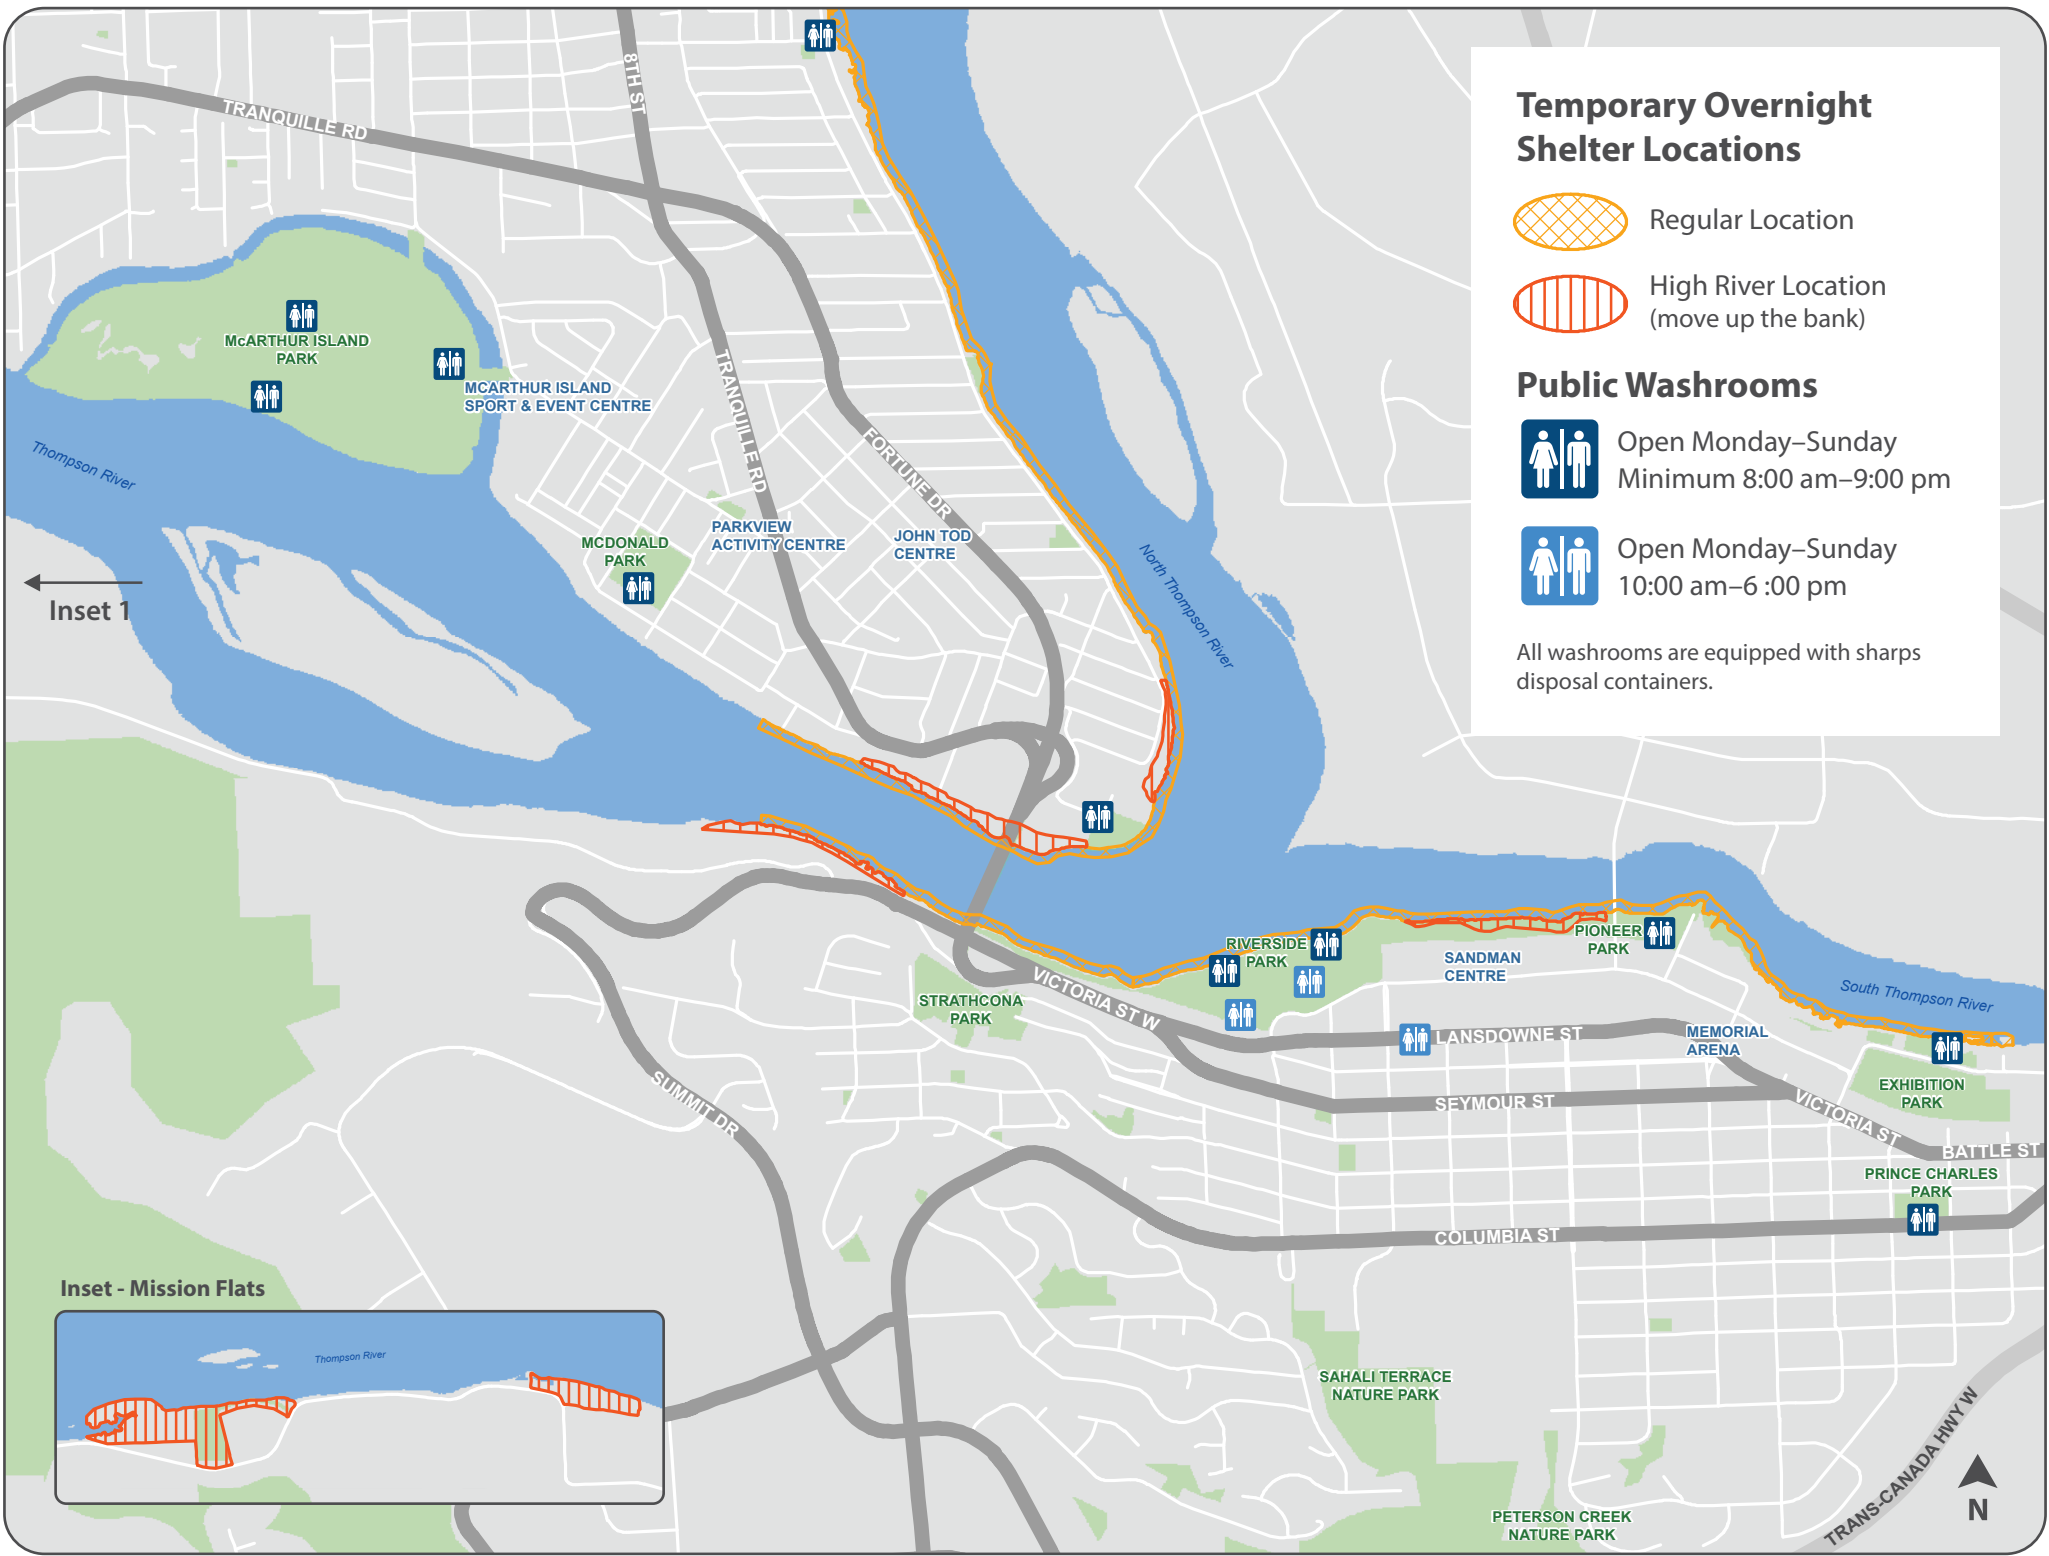 8TH ST
TRANQUILLE RD
Temporary Overnight
Shelter Locations
Regular Location
High River Location
(move up the bank)
Public Washrooms
Open Monday–Sunday
Minimum 8:00 am–9:00 pm
Open Monday–Sunday
10:00 am–6 :00 pm
All washrooms are equipped with sharps
disposal containers.
McARTHUR ISLAND
PARK
MCARTHUR ISLAND
SPORT & EVENT CENTRE
TRANQUILLE RD
FORTUNE DR
Thompson River
PARKVIEW
ACTIVITY CENTRE
JOHN TOD
CENTRE
MCDONALD
PARK
North Thompson River
Inset 1
RIVERSIDE
PARK
PIONEER
PARK
SANDMAN
CENTRE
STRATHCONA
PARK
VICTORIA ST W
South Thompson River
LANSDOWNE ST
MEMORIAL
ARENA
SUMMIT DR
SEYMOUR ST
EXHIBITION
PARK
VICTORIA ST
BATTLE ST
PRINCE CHARLES
PARK
COLUMBIA ST
Inset - Mission Flats
Thompson River
SAHALI TERRACE
NATURE PARK
TRANS-CANADA HWY W
PETERSON CREEK
NATURE PARK
N